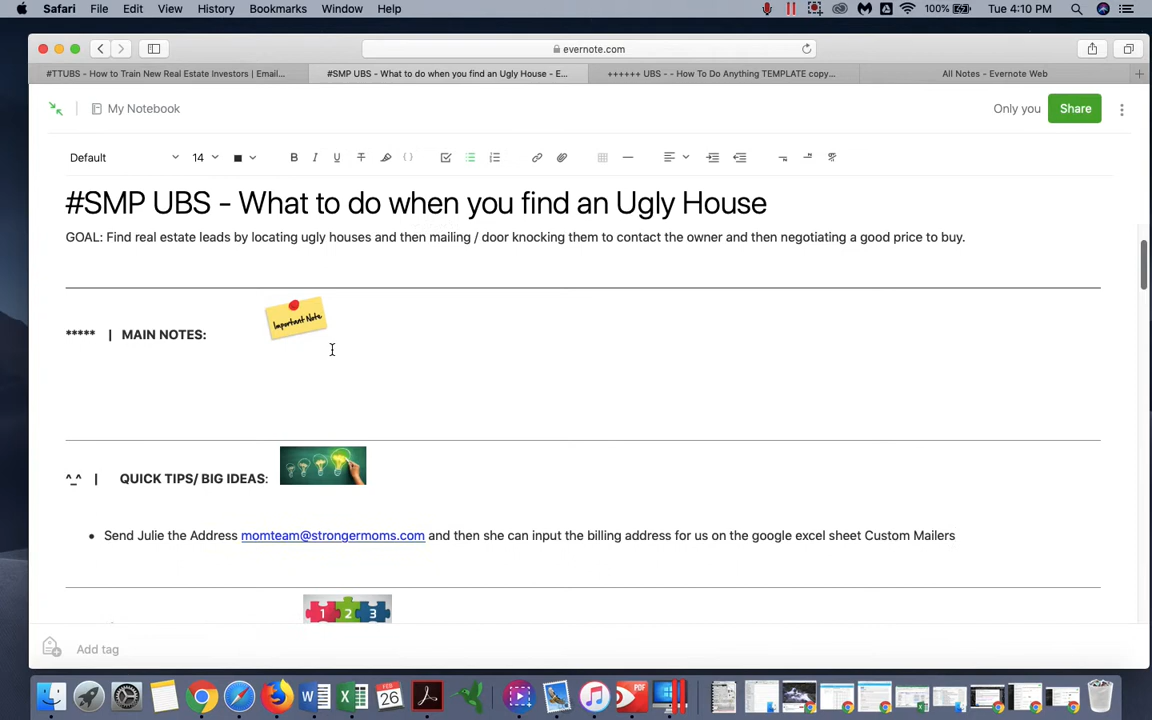 Safari File Edit View History Bookmarks Window Help 100% Tue 4:10 PM
evernote.com
#TTUBS - How to Train New Real Estate Investors | Email... #SMP UBS - What to do when you find an Ugly House - E... ++++++ UBS - - How To Do Anything TEMPLATE copy... All Notes - Evernote Web
My Notebook Only you Share
Default 14 B I U T
#SMP UBS - What to do when you find an Ugly House
GOAL: Find real estate leads by locating ugly houses and then mailing / door knocking them to contact the owner and then negotiating a good price to buy.
Important Note
***** | MAIN NOTES:
^_^ | QUICK TIPS/ BIG IDEAS:
• Send Julie the Address momteam@strongermoms.com and then she can input the billing address for us on the google excel sheet Custom Mailers
1 2 3
Add tag
FEB
26
PDF